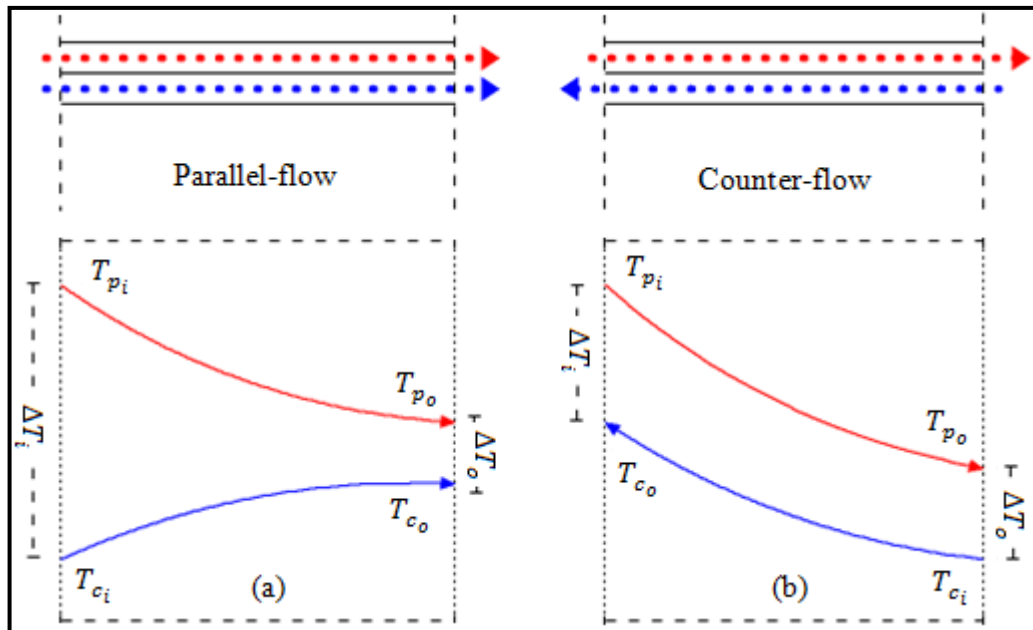 Parallel-flow
T_{p_i}
T_{p_o}
ΔT_i
ΔT_o
T_{c_o}
T_{c_i}
(a)
Counter-flow
T_{p_i}
ΔT_i
T_{p_o}
T_{c_o}
ΔT_o
T_{c_i}
(b)